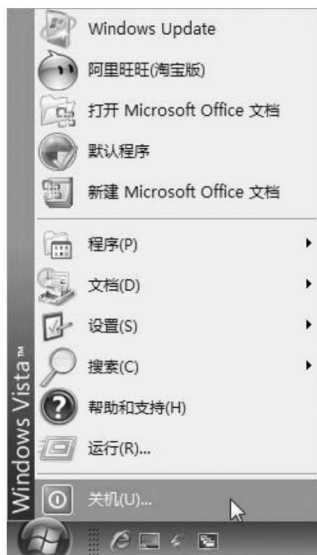 Windows Update
阿里旺旺(淘宝版)
打开 Microsoft Office 文档
默认程序
新建 Microsoft Office 文档
程序(P)
文档(D)
设置(S)
搜索(C)
帮助和支持(H)
运行(R)...
关机(U)...
Windows Vista™